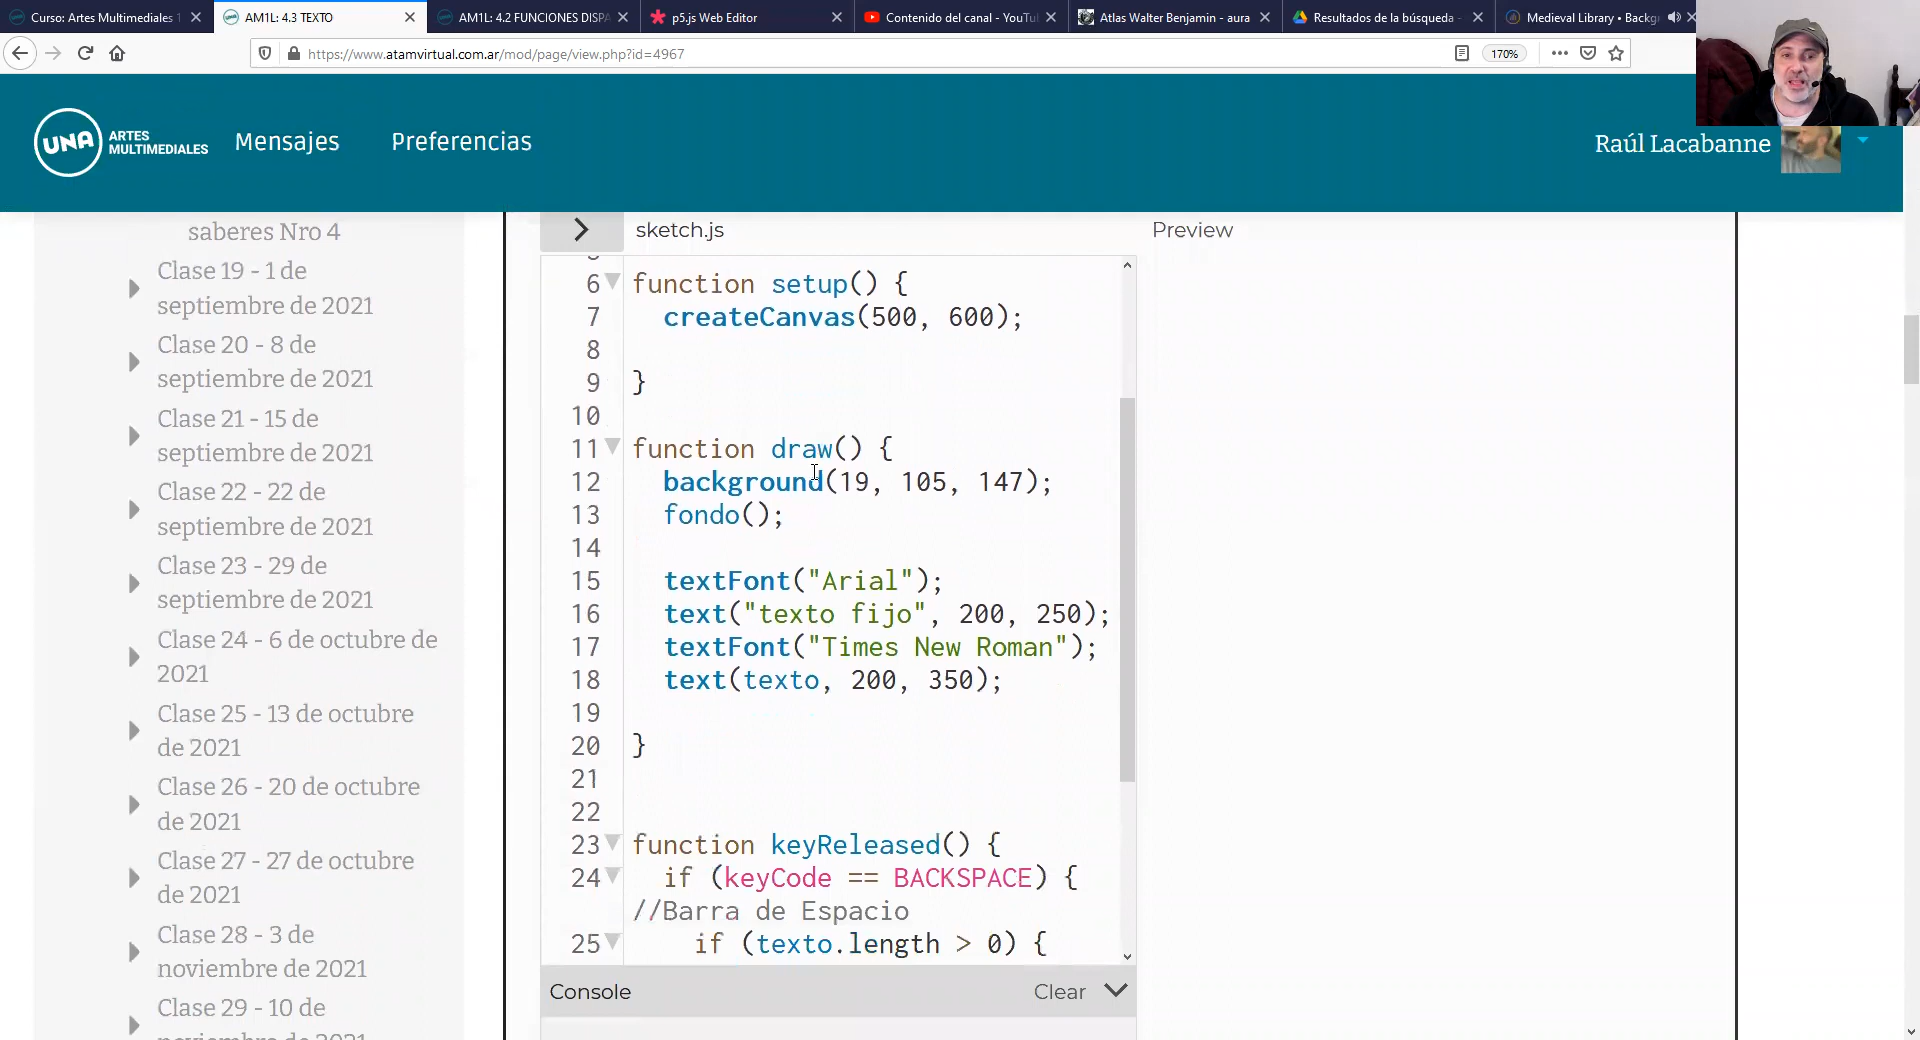 Curso: Artes Multimediales 1
AM1L: 4.3 TEXTO
AM1L: 4.2 FUNCIONES DISPA
p5.js Web Editor
Contenido del canal - YouTu
Atlas Walter Benjamin - aura
Resultados de la búsqueda -
Medieval Library • Backg
https://www.atamvirtual.com.ar/mod/page/view.php?id=4967
170%
UNA ARTES
MULTIMEDIALES
Mensajes
Preferencias
Raúl Lacabanne
saberes Nro 4
Clase 19 - 1 de
septiembre de 2021
Clase 20 - 8 de
septiembre de 2021
Clase 21 - 15 de
septiembre de 2021
Clase 22 - 22 de
septiembre de 2021
Clase 23 - 29 de
septiembre de 2021
Clase 24 - 6 de octubre de
2021
Clase 25 - 13 de octubre
de 2021
Clase 26 - 20 de octubre
de 2021
Clase 27 - 27 de octubre
de 2021
Clase 28 - 3 de
noviembre de 2021
Clase 29 - 10 de
sketch.js
Preview
6 function setup() {
7 createCanvas(500, 600);
8
9 }
10
11 function draw() {
12 background(19, 105, 147);
13 fondo();
14
15 textFont("Arial");
16 text("texto fijo", 200, 250);
17 textFont("Times New Roman");
18 text(texto, 200, 350);
19
20 }
21
22
23 function keyReleased() {
24 if (keyCode == BACKSPACE) {
//Barra de Espacio
25 if (texto.length > 0) {
Console
Clear